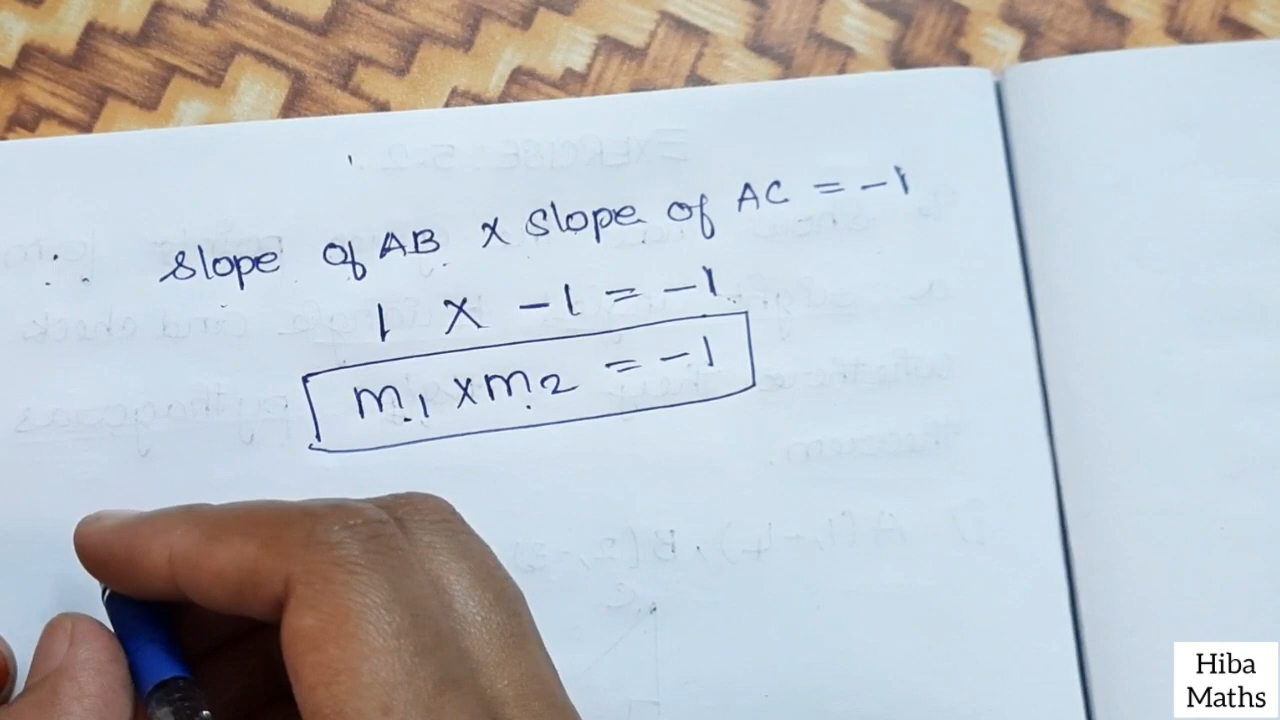 ∴ Slope of AB × Slope of AC = -1
1 × -1 = -1
m₁ × m₂ = -1
Hiba
Maths